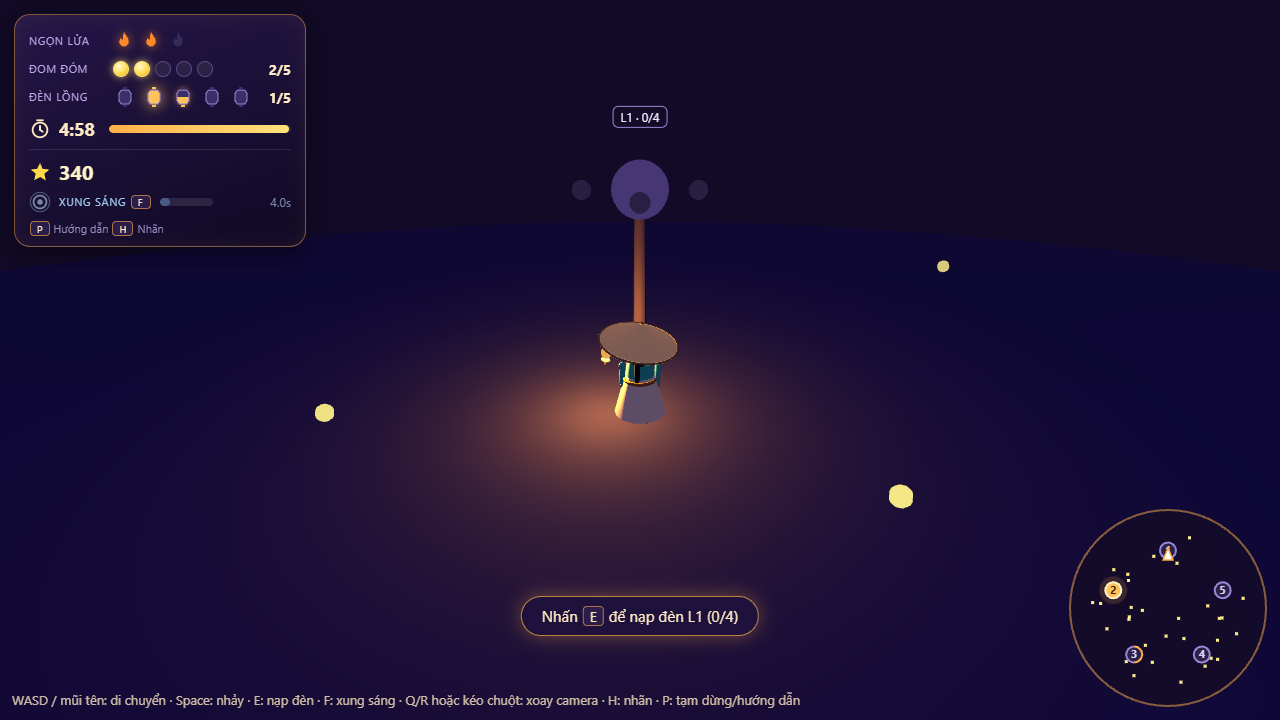 NGỌN LỬA
ĐOM ĐÓM 2/5
ĐÈN LỒNG 1/5
4:58
340
XUNG SÁNG F 4.0s
P Hướng dẫn H Nhãn
L1 · 0/4
Nhấn E để nạp đèn L1 (0/4)
1
2
5
3
4
WASD / mũi tên: di chuyển · Space: nhảy · E: nạp đèn · F: xung sáng · Q/R hoặc kéo chuột: xoay camera · H: nhãn · P: tạm dừng/hướng dẫn